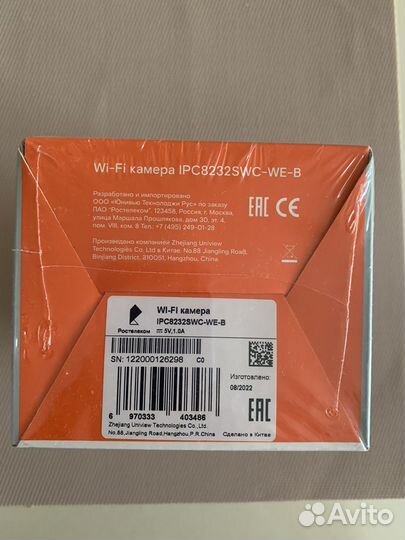 Wi-Fi камера IPC8232SWC-WE-B
Разработано и импортировано
ООО «Юнивью Текнолоджи Рус» по заказу
ПАО "Ростелеком". 123458, Россия, г. Москва,
улица Маршала Прошлякова, дом 30, эт. 4,
пом. VIII, ком. 8 Тел.: +7 (495) 249-01-28
EAC CE
Произведено компанией Zhejiang Uniview
Technologies Co. Ltd в Китае. No.88 Jiangling Road,
Binjiang District, 310051, Hangzhou, China
Ростелеком
Wi-Fi камера
IPC8232SWC-WE-B
5V,1.0A
SN: 122000126298 C0
Изготовлено:
08/2022
6 970333 403486
EAC
Zhejiang Uniview Technologies Co.,Ltd.
No.88,Jiangling Road,Hangzhou,P.R.China
Сделано в Китае
Avito